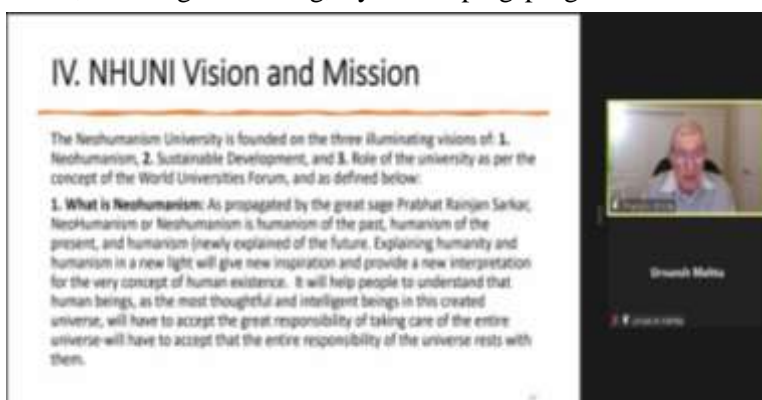 IV. NHUNI Vision and Mission
The Neohumanism University is founded on the three illuminating visions of: 1.
Neohumanism, 2. Sustainable Development, and 3. Role of the university as per the
concept of the World Universities Forum, and as defined below:
1. What is Neohumanism: As propagated by the great sage Prabhat Rainjan Sarkar,
NeoHumanism or Neohumanism is humanism of the past, humanism of the
present, and humanism (newly explained of the future. Explaining humanity and
humanism in a new light will give new inspiration and provide a new interpretation
for the very concept of human existence. It will help people to understand that
human beings, as the most thoughtful and intelligent beings in this created
universe, will have to accept the great responsibility of taking care of the entire
universe-will have to accept that the entire responsibility of the universe rests with
them.
Mehta